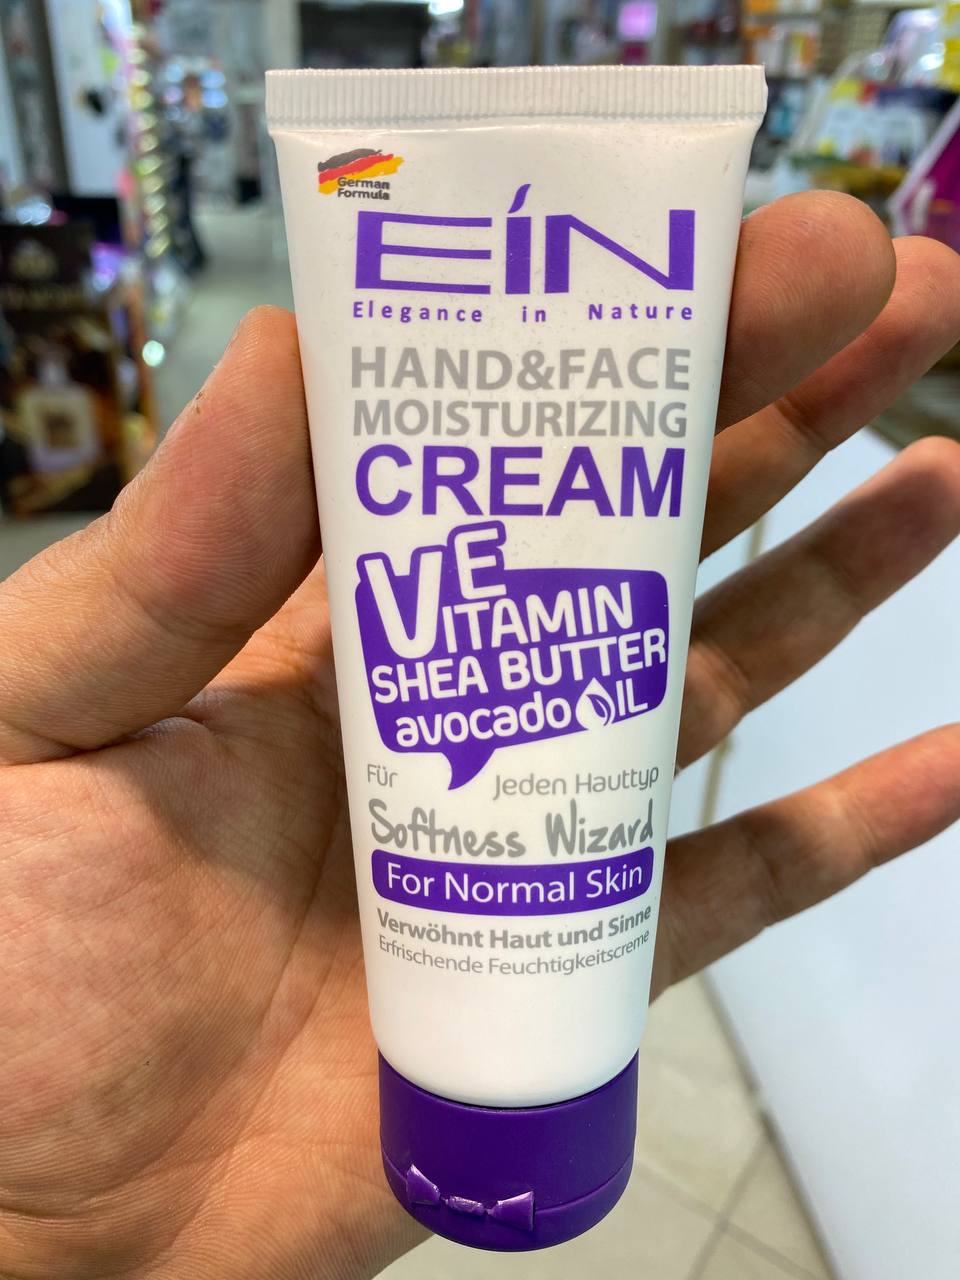 German
Formula
EÍN
Elegance in Nature
HAND&FACE
MOISTURIZING
CREAM
VITAMIN E
SHEA BUTTER
avocado OIL
Für Jeden Hauttyp
Softness Wizard
For Normal Skin
Verwöhnt Haut und Sinne
Erfrischende Feuchtigkeitscreme